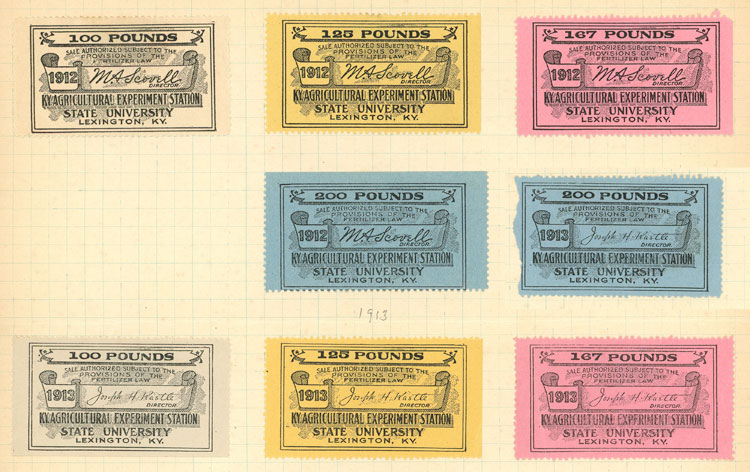 100 POUNDS
SALE AUTHORIZED SUBJECT TO THE
PROVISIONS OF THE
FERTILIZER LAW
1912 M A Scovell
DIRECTOR
KY. AGRICULTURAL EXPERIMENT STATION
STATE UNIVERSITY
LEXINGTON, KY.
125 POUNDS
SALE AUTHORIZED SUBJECT TO THE
PROVISIONS OF THE
FERTILIZER LAW
1912 M A Scovell
DIRECTOR
KY. AGRICULTURAL EXPERIMENT STATION
STATE UNIVERSITY
LEXINGTON, KY.
167 POUNDS
SALE AUTHORIZED SUBJECT TO THE
PROVISIONS OF THE
FERTILIZER LAW
1912 M A Scovell
DIRECTOR
KY. AGRICULTURAL EXPERIMENT STATION
STATE UNIVERSITY
LEXINGTON, KY.
200 POUNDS
SALE AUTHORIZED SUBJECT TO THE
PROVISIONS OF THE
FERTILIZER LAW
1912 M A Scovell
DIRECTOR
KY. AGRICULTURAL EXPERIMENT STATION
STATE UNIVERSITY
LEXINGTON, KY.
200 POUNDS
SALE AUTHORIZED SUBJECT TO THE
PROVISIONS OF THE
FERTILIZER LAW
1913 Joseph H Kastle
DIRECTOR
KY. AGRICULTURAL EXPERIMENT STATION
STATE UNIVERSITY
LEXINGTON, KY.
1913
100 POUNDS
SALE AUTHORIZED SUBJECT TO THE
PROVISIONS OF THE
FERTILIZER LAW
1913 Joseph H Kastle
DIRECTOR
KY. AGRICULTURAL EXPERIMENT STATION
STATE UNIVERSITY
LEXINGTON, KY.
125 POUNDS
SALE AUTHORIZED SUBJECT TO THE
PROVISIONS OF THE
FERTILIZER LAW
1913 Joseph H Kastle
DIRECTOR
KY. AGRICULTURAL EXPERIMENT STATION
STATE UNIVERSITY
LEXINGTON, KY.
167 POUNDS
SALE AUTHORIZED SUBJECT TO THE
PROVISIONS OF THE
FERTILIZER LAW
1913 Joseph H Kastle
DIRECTOR
KY. AGRICULTURAL EXPERIMENT STATION
STATE UNIVERSITY
LEXINGTON, KY.